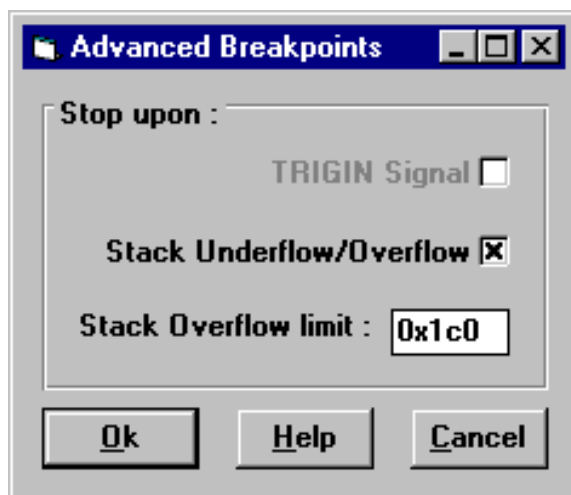 Advanced Breakpoints
Stop upon :
TRIGIN Signal
Stack Underflow/Overflow
Stack Overflow limit : 0x1c0
Ok Help Cancel